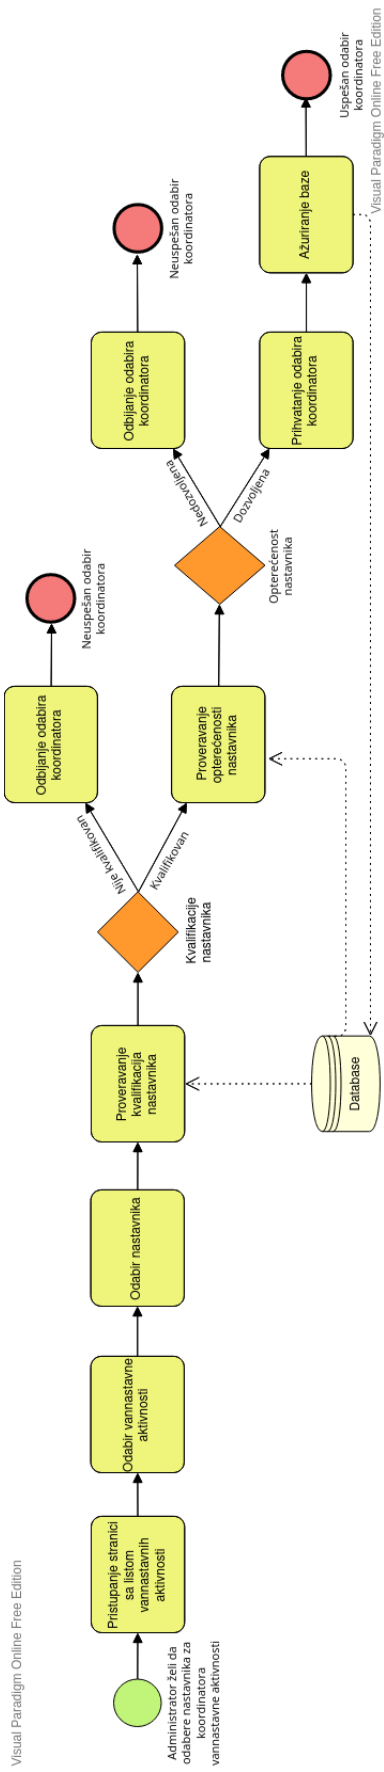 Visual Paradigm Online Free Edition
Administrator želi da
odabere nastavnika za
koordinatora
vannastavne aktivnosti
Pristupanje stranici
sa listom
vannastavnih
aktivnosti
Odabir vannastavne
aktivnosti
Odabir nastavnika
Proveravanje
kvalifikacija
nastavnika
Kvalifikacije
nastavnika
Nije kvalifikovan
Kvalifikovan
Odbijanje odabira
koordinatora
Neuspešan odabir
koordinatora
Proveravanje
opterećenosti
nastavnika
Opterećenost
nastavnika
Nedozvoljena
Dozvoljena
Odbijanje odabira
koordinatora
Neuspešan odabir
koordinatora
Prihvatanje odabira
koordinatora
Ažuriranje baze
Uspešan odabir
koordinatora
Database
Visual Paradigm Online Free Edition